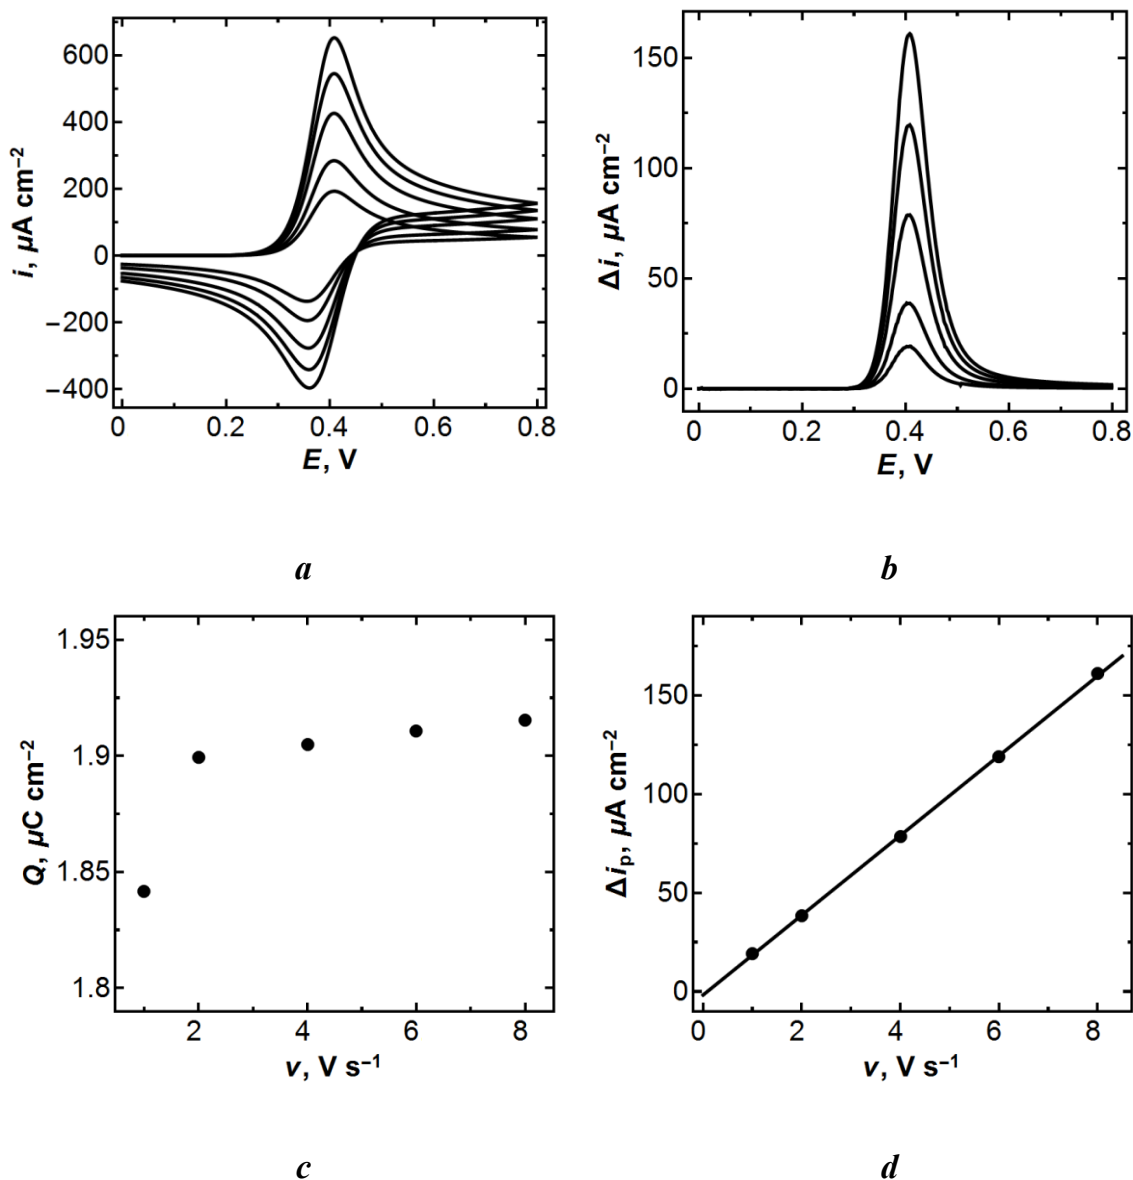 600
400
200
0
−200
−400
i, µA cm⁻²
0 0.2 0.4 0.6 0.8
E, V
a
150
100
50
0
Δi, µA cm⁻²
0 0.2 0.4 0.6 0.8
E, V
b
1.95
1.9
1.85
1.8
Q, µC cm⁻²
2 4 6 8
v, V s⁻¹
c
150
100
50
0
Δiₚ, µA cm⁻²
0 2 4 6 8
v, V s⁻¹
d